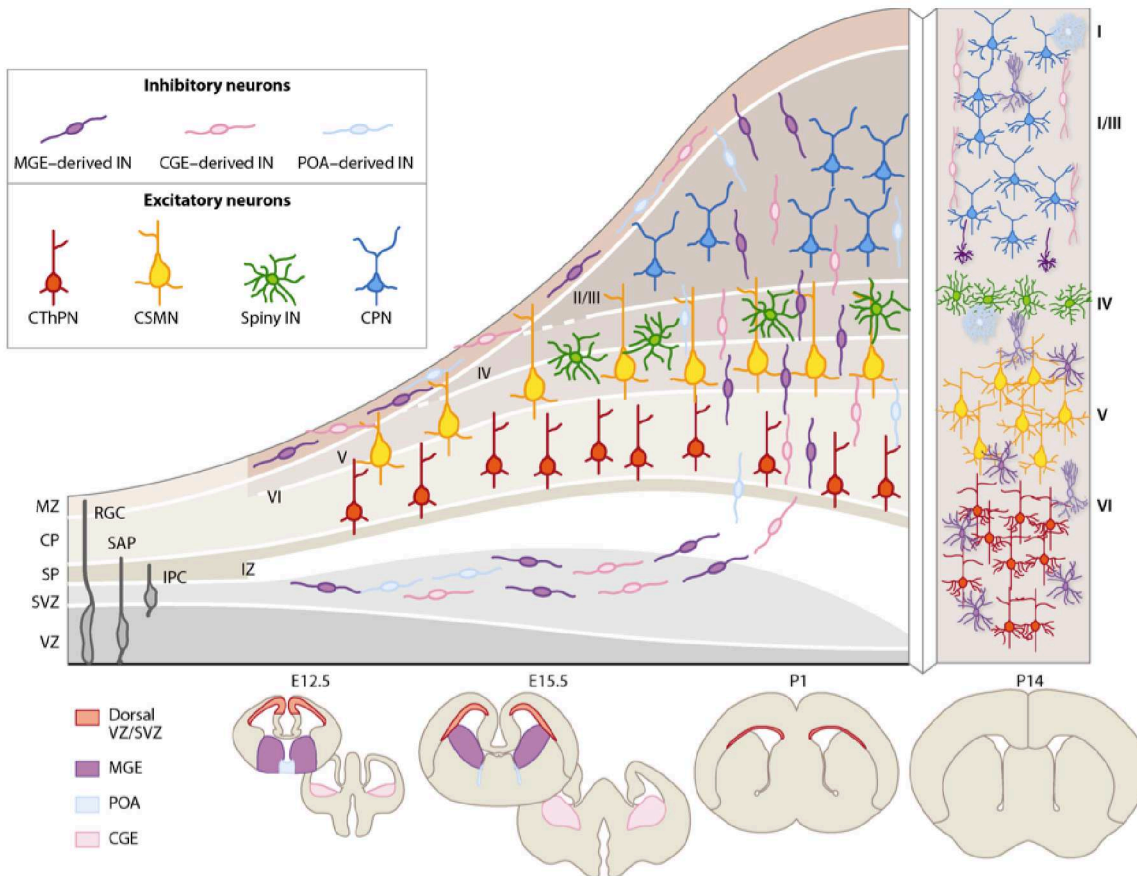 Inhibitory neurons
MGE–derived IN
CGE–derived IN
POA–derived IN
Excitatory neurons
CThPN
CSMN
Spiny IN
CPN
II/III
IV
V
VI
MZ
CP
SP
SVZ
VZ
RGC
SAP
IPC
IZ
I
I/III
IV
V
VI
E12.5
E15.5
P1
P14
Dorsal
VZ/SVZ
MGE
POA
CGE